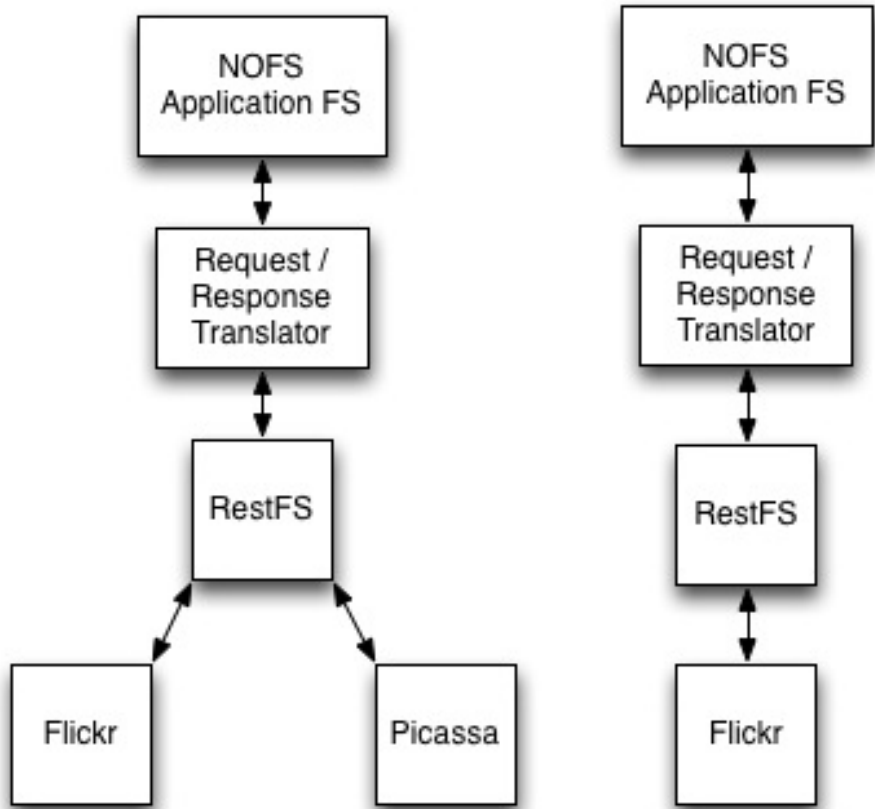 NOFS
Application FS
Request /
Response
Translator
RestFS
Flickr
Picassa
NOFS
Application FS
Request /
Response
Translator
RestFS
Flickr